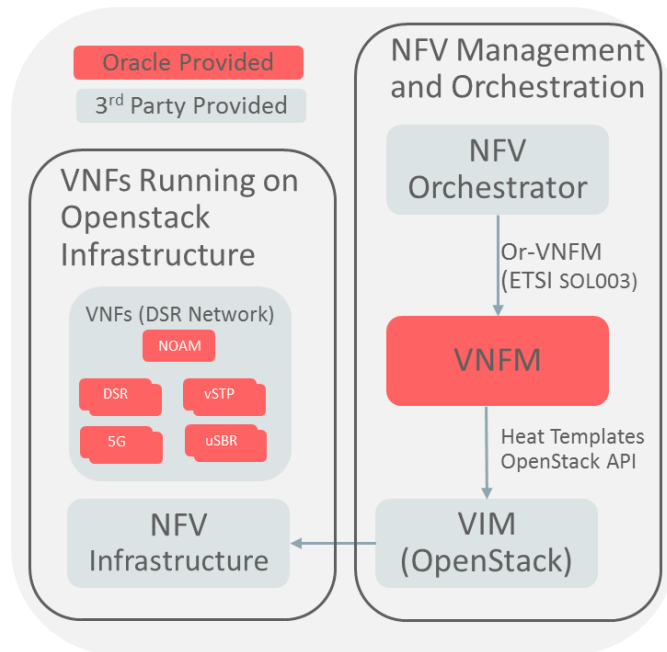 Oracle Provided
3rd Party Provided
VNFs Running on
Openstack
Infrastructure
VNFs (DSR Network)
NOAM
DSR
vSTP
5G
uSBR
NFV
Infrastructure
NFV Management
and Orchestration
NFV
Orchestrator
Or-VNFM
(ETSI SOL003)
VNFM
Heat Templates
OpenStack API
VIM
(OpenStack)